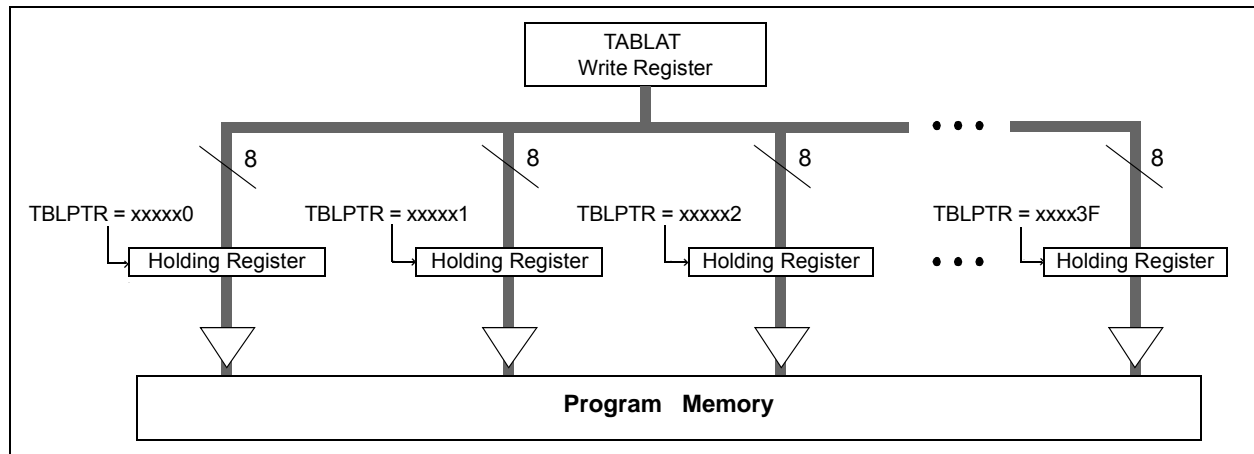 TABLAT
Write Register
8
8
8
8
TBLPTR = xxxxx0
TBLPTR = xxxxx1
TBLPTR = xxxxx2
TBLPTR = xxxx3F
Holding Register
Holding Register
Holding Register
Holding Register
Program Memory